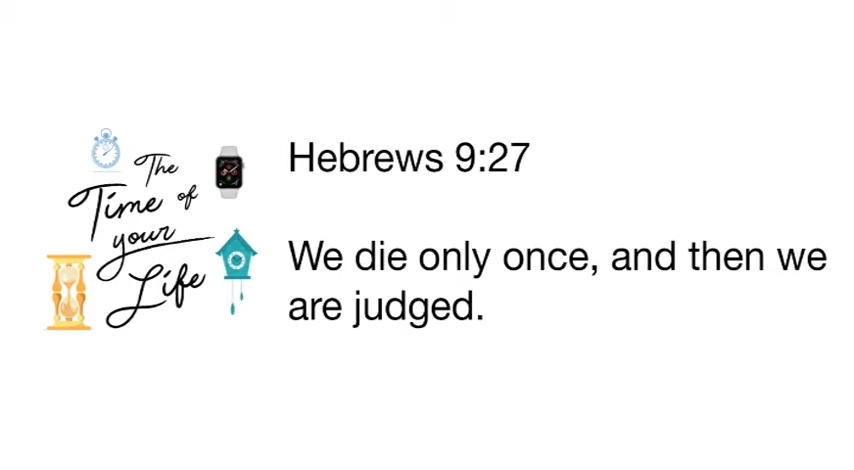 The
Time of
your
Life
Hebrews 9:27
We die only once, and then we
are judged.